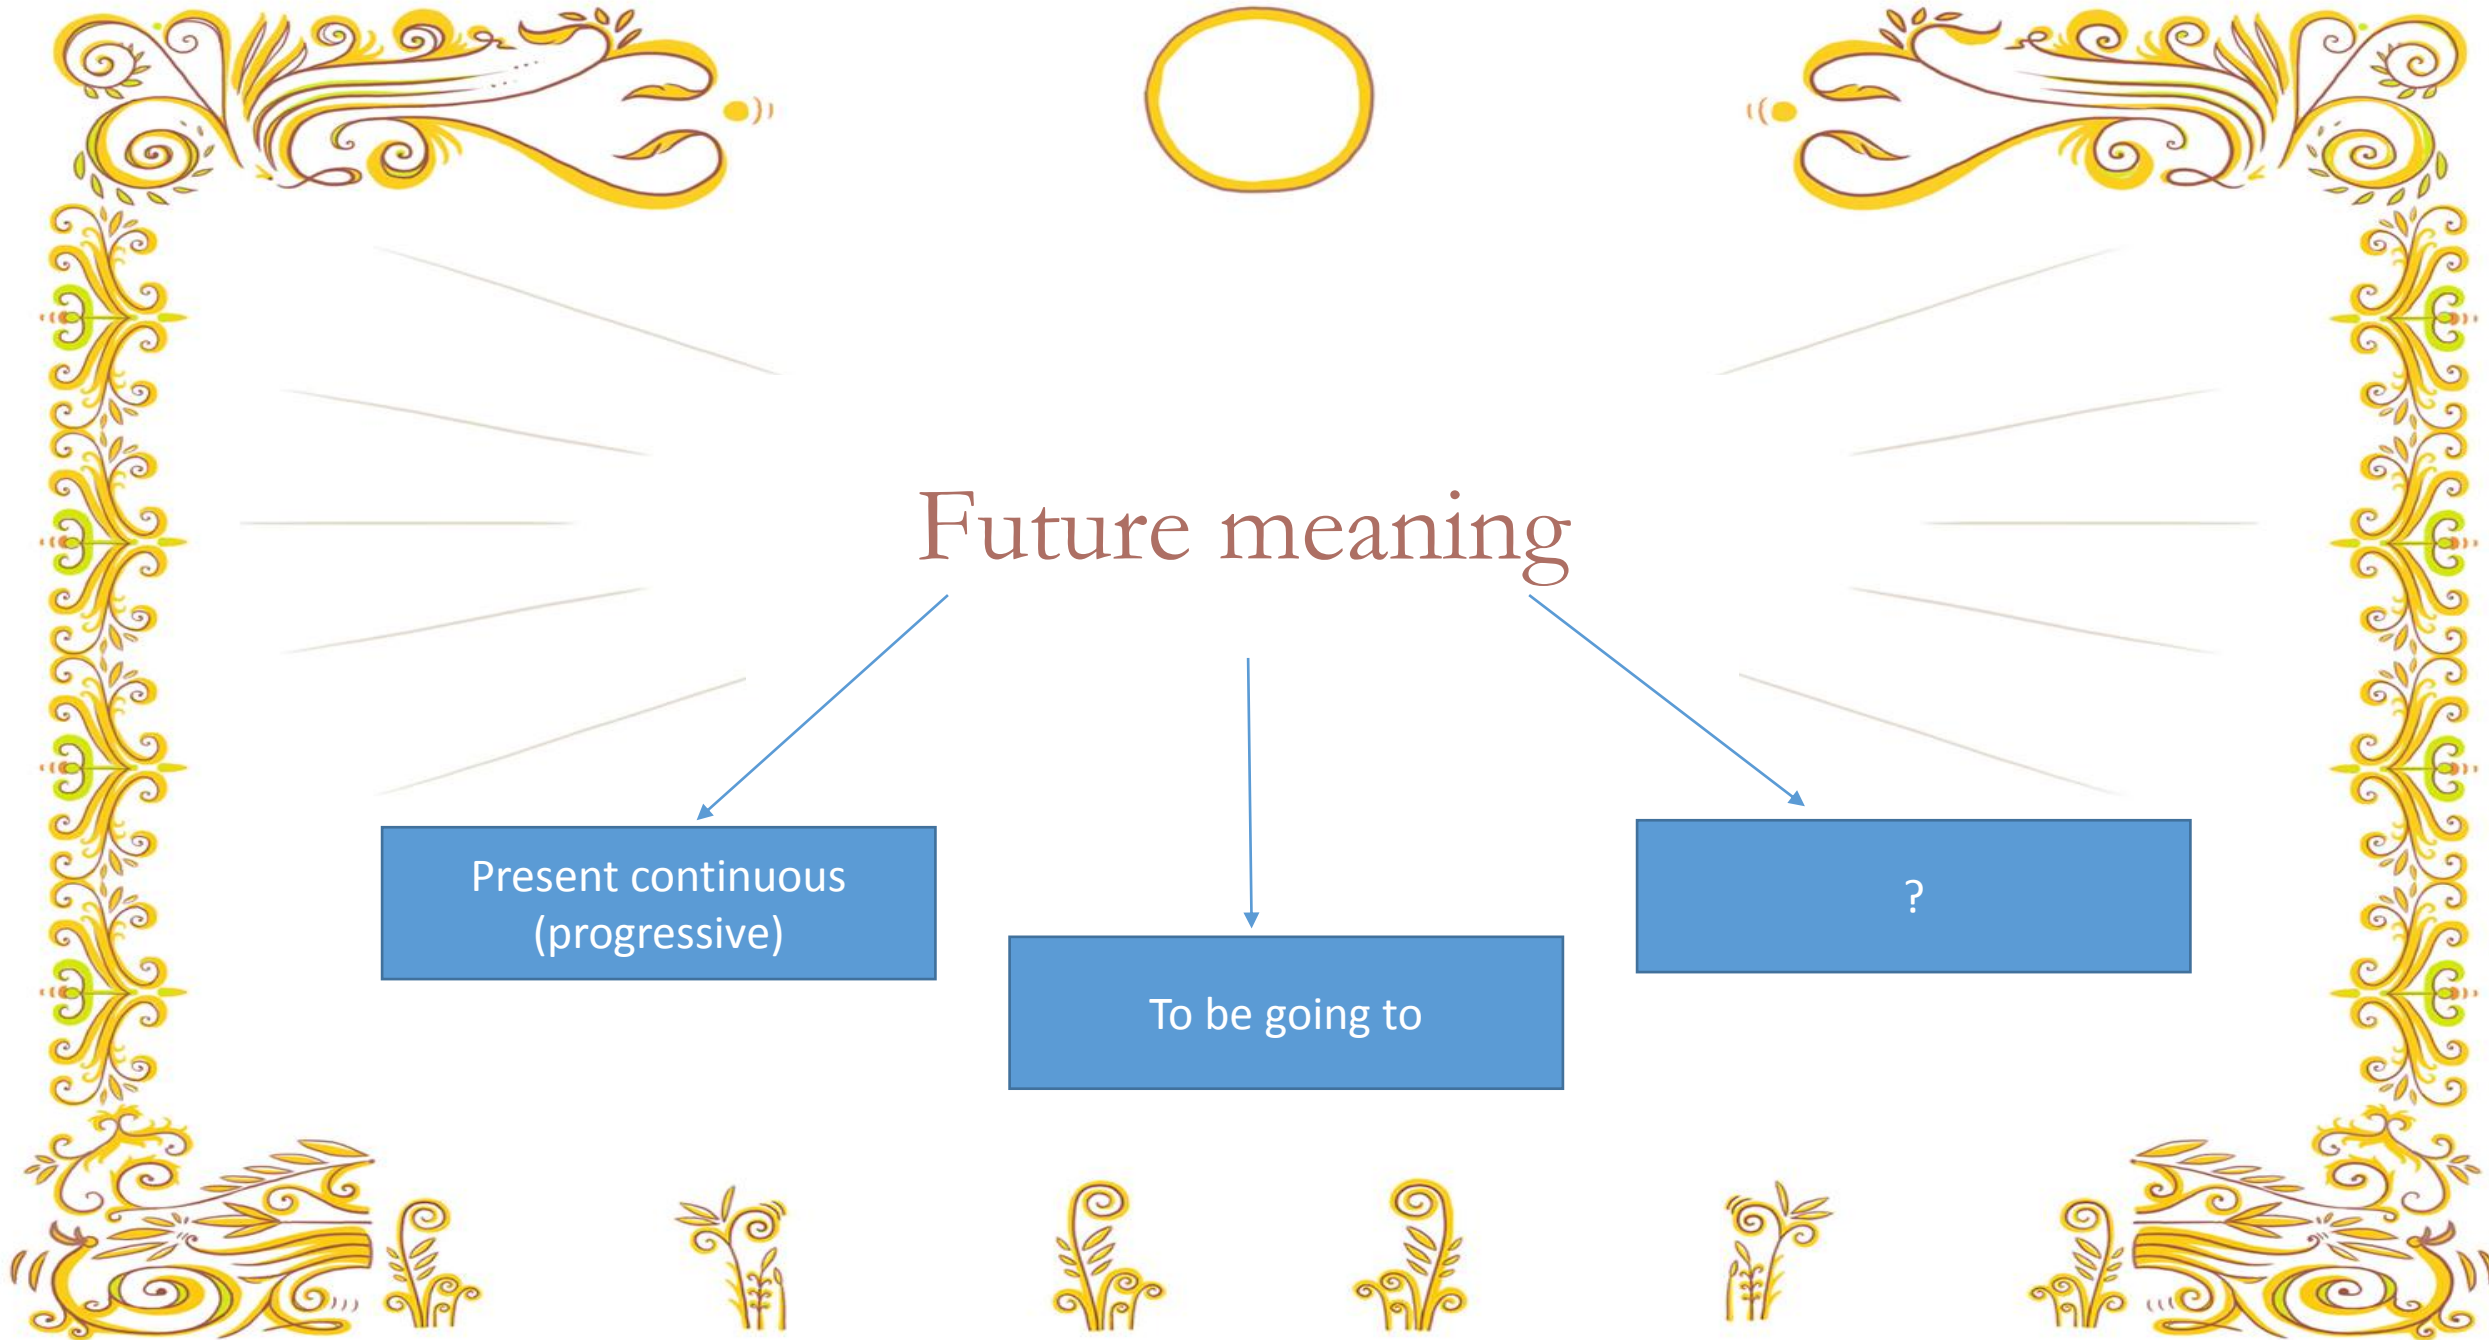 Future meaning
Present continuous
(progressive)
?
To be going to